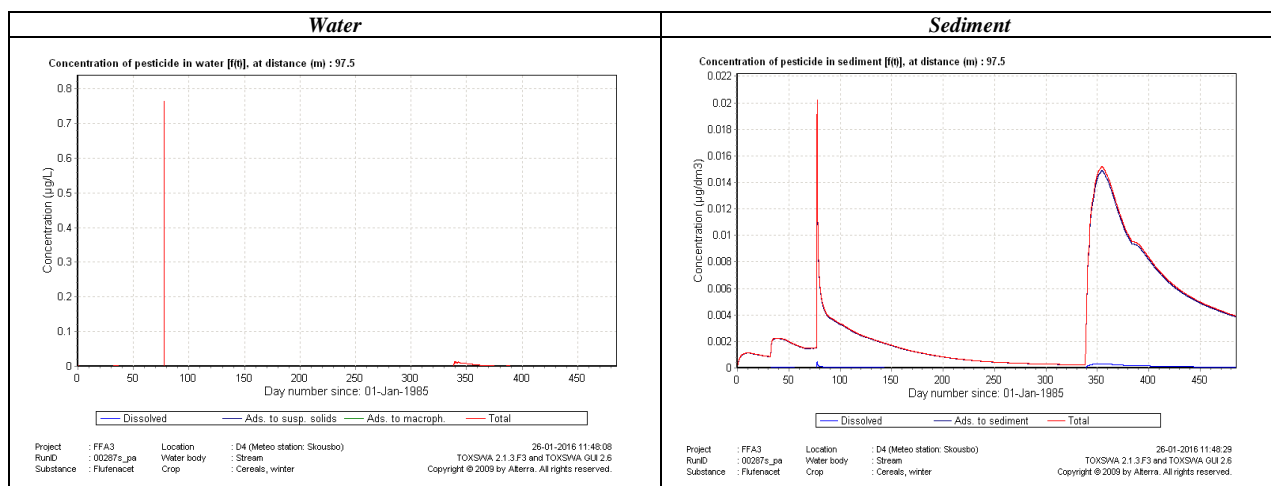 Water
Sediment
Concentration of pesticide in water [f(t)], at distance (m) : 97.5
0.8
0.7
0.6
0.5
0.4
0.3
0.2
0.1
0
Concentration (µg/L)
0 50 100 150 200 250 300 350 400 450
Day number since: 01-Jan-1985
Dissolved Ads. to susp. solids Ads. to macroph. Total
Project : FFA3 Location : D4 (Meteo station: Skousbo) 26-01-2016 11:48:08
RunID : 00287s_pa Water body : Stream TOXSWA 2.1.3.F3 and TOXSWA GUI 2.6
Substance : Flufenacet Crop : Cereals, winter Copyright © 2009 by Alterra. All rights reserved.
Concentration of pesticide in sediment [f(t)], at distance (m) : 97.5
0.022
0.02
0.018
0.016
0.014
0.012
0.01
0.008
0.006
0.004
0.002
0
Concentration (µg/dm3)
0 50 100 150 200 250 300 350 400 450
Day number since: 01-Jan-1985
Dissolved Ads. to sediment Total
Project : FFA3 Location : D4 (Meteo station: Skousbo) 26-01-2016 11:48:29
RunID : 00287s_pa Water body : Stream TOXSWA 2.1.3.F3 and TOXSWA GUI 2.6
Substance : Flufenacet Crop : Cereals, winter Copyright © 2009 by Alterra. All rights reserved.